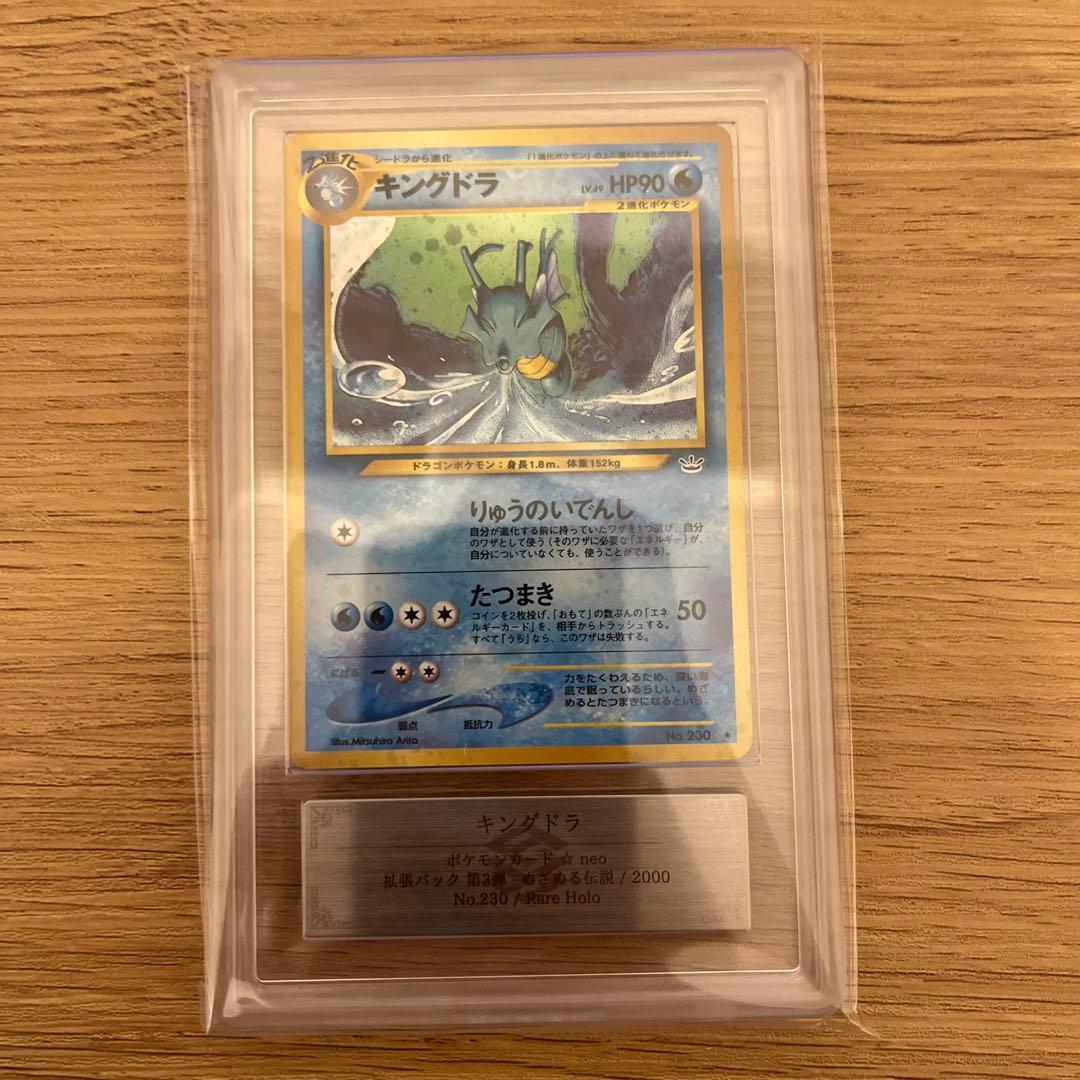 2進化
シードラから進化
「1進化ポケモン」の上に重ねて進化させます。
キングドラ LV.49 HP90
2進化ポケモン
ドラゴンポケモン：身長1.8m、体重152kg
りゅうのいでんし
自分が進化する前に持っていたワザを1つ選び、自分
のワザとして使う（そのワザに必要な「エネルギー」が、
自分についていなくても、使うことができる）。
たつまき 50
コインを2枚投げ、「おもて」の数ぶんの「エネ
ルギーカード」を、相手からトラッシュする。
すべて「うら」なら、このワザは失敗する。
にげる
力をたくわえるため、深い海
底で眠っているらしい。めざ
めるとたつまきになるという。
弱点 抵抗力
Illus.Mitsuhiro Arita
No. 230 ★
キングドラ
ポケモンカード ☆ neo
拡張パック 第3弾 めざめる伝説 / 2000
No.230 / Rare Holo